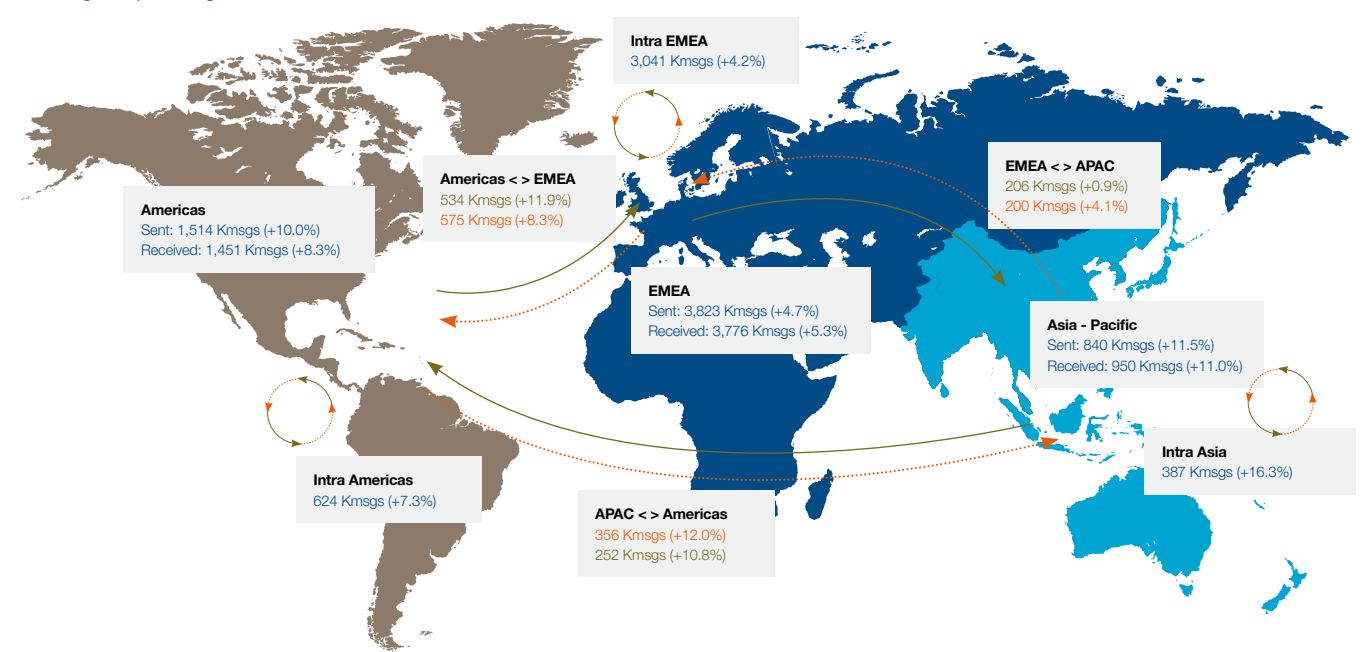 Intra EMEA
3,041 Kmsgs (+4.2%)
Americas < > EMEA
534 Kmsgs (+11.9%)
575 Kmsgs (+8.3%)
EMEA < > APAC
206 Kmsgs (+0.9%)
200 Kmsgs (+4.1%)
Americas
Sent: 1,514 Kmsgs (+10.0%)
Received: 1,451 Kmsgs (+8.3%)
EMEA
Sent: 3,823 Kmsgs (+4.7%)
Received: 3,776 Kmsgs (+5.3%)
Asia - Pacific
Sent: 840 Kmsgs (+11.5%)
Received: 950 Kmsgs (+11.0%)
Intra Americas
624 Kmsgs (+7.3%)
Intra Asia
387 Kmsgs (+16.3%)
APAC < > Americas
356 Kmsgs (+12.0%)
252 Kmsgs (+10.8%)